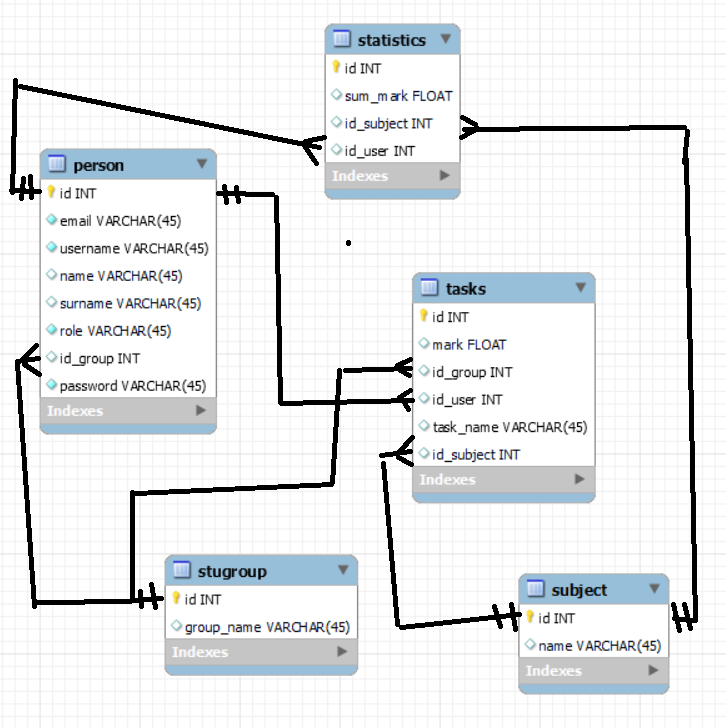 statistics
id INT
sum_mark FLOAT
id_subject INT
id_user INT
Indexes
person
id INT
email VARCHAR(45)
username VARCHAR(45)
name VARCHAR(45)
surname VARCHAR(45)
role VARCHAR(45)
id_group INT
password VARCHAR(45)
Indexes
tasks
id INT
mark FLOAT
id_group INT
id_user INT
task_name VARCHAR(45)
id_subject INT
Indexes
stugroup
id INT
group_name VARCHAR(45)
Indexes
subject
id INT
name VARCHAR(45)
Indexes